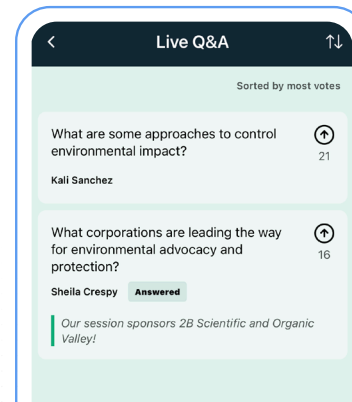 Live Q&A
Sorted by most votes
What are some approaches to control
environmental impact?
21
Kali Sanchez
What corporations are leading the way
for environmental advocacy and
protection?
16
Sheila Crespy Answered
Our session sponsors 2B Scientific and Organic
Valley!